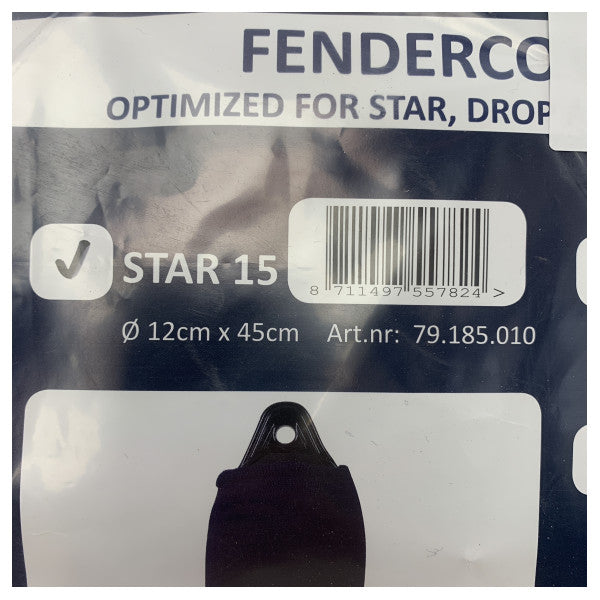 FENDERCO
OPTIMIZED FOR STAR, DROP
STAR 15
8 711497 557824 >
Ø 12cm x 45cm Art.nr: 79.185.010